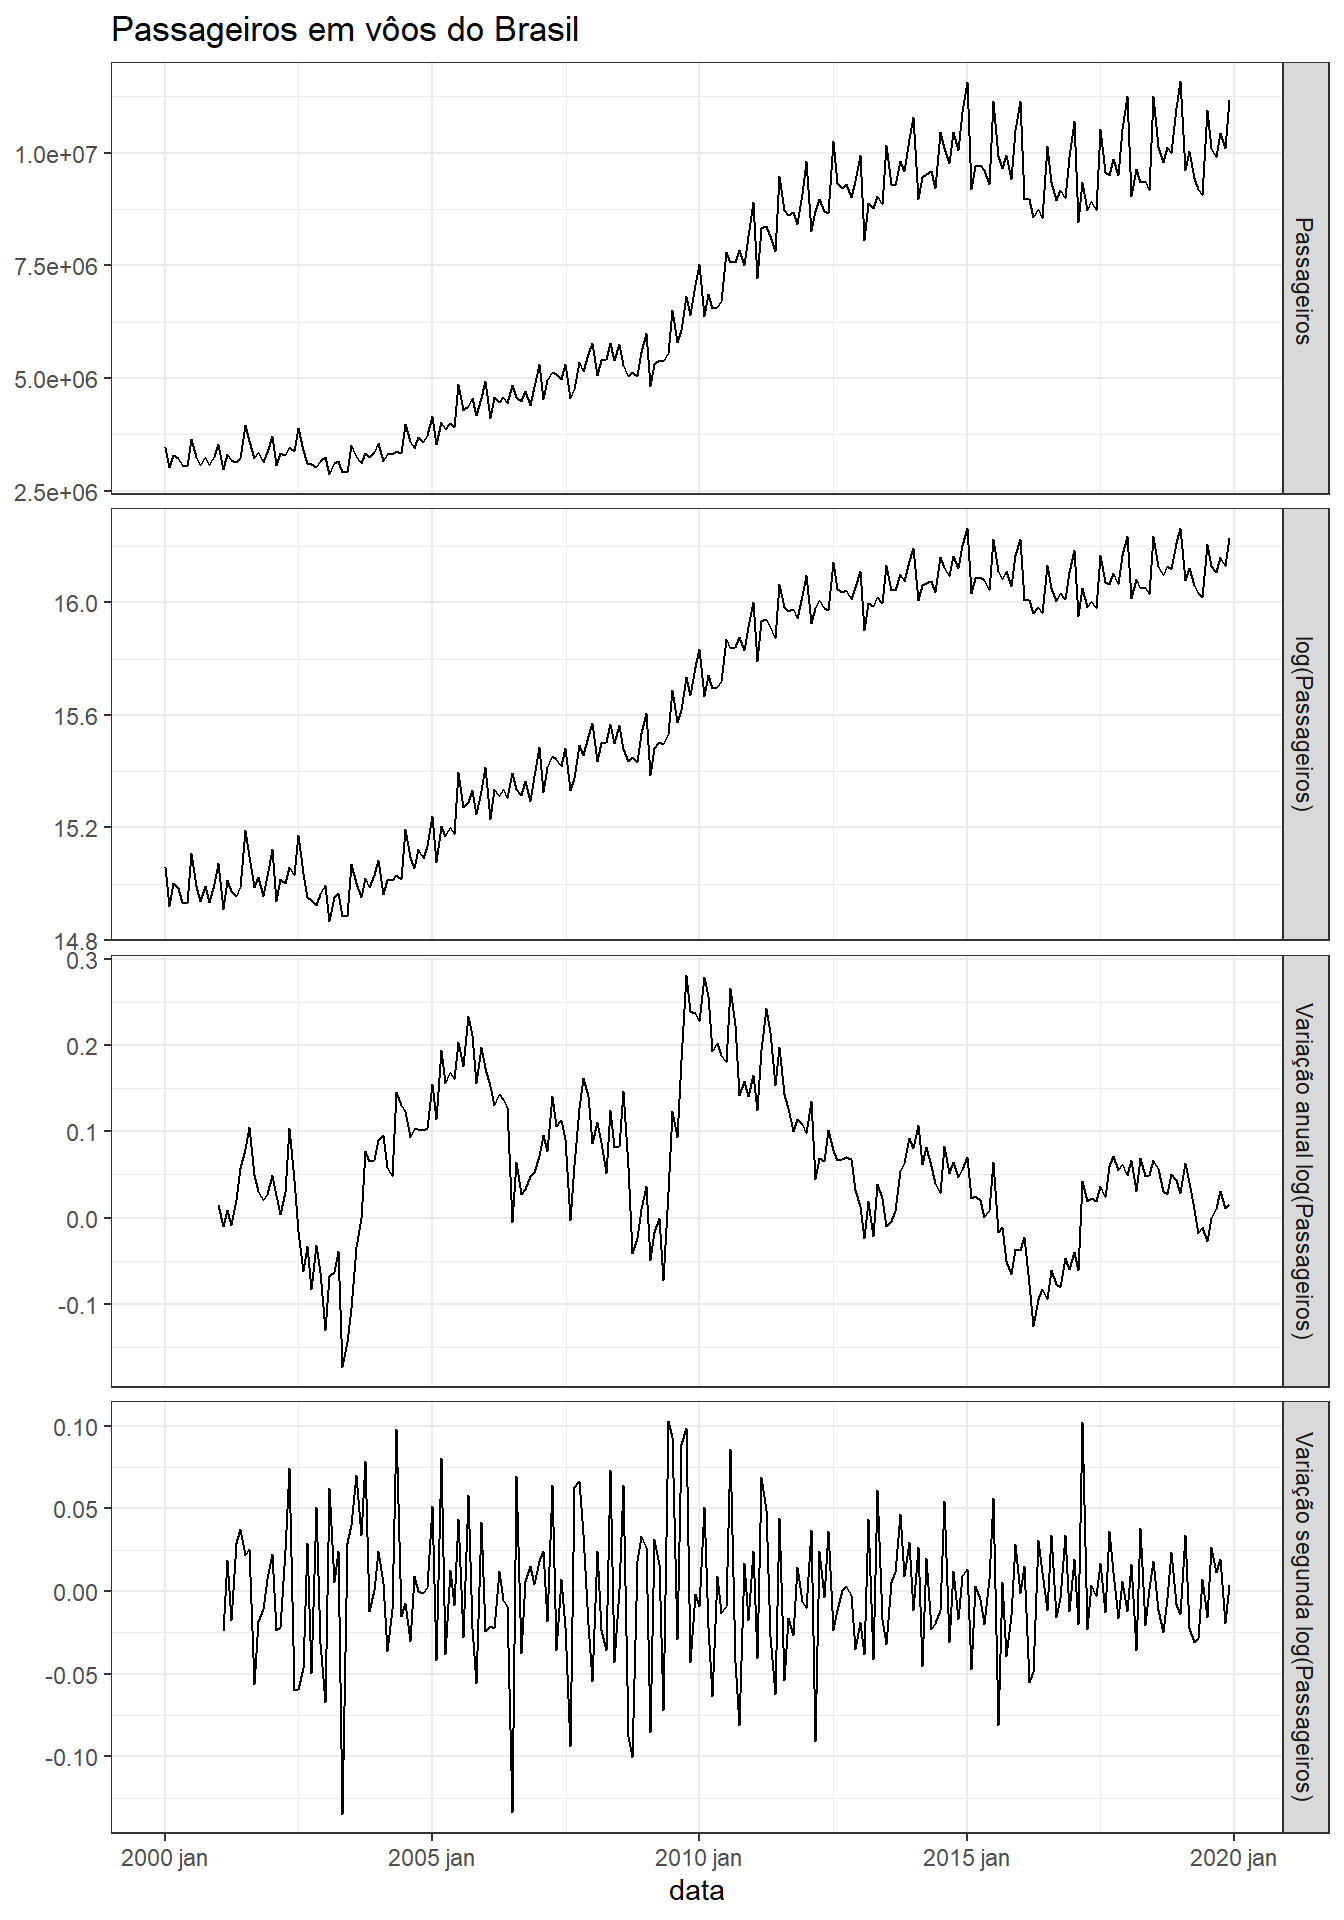 Passageiros em vôos do Brasil
1.0e+07
7.5e+06
5.0e+06
2.5e+06
Passageiros
16.0
15.6
15.2
14.8
log(Passageiros)
0.3
0.2
0.1
0.0
-0.1
Variação anual log(Passageiros)
0.10
0.05
0.00
-0.05
-0.10
Variação segunda log(Passageiros)
2000 jan
2005 jan
2010 jan
2015 jan
2020 jan
data